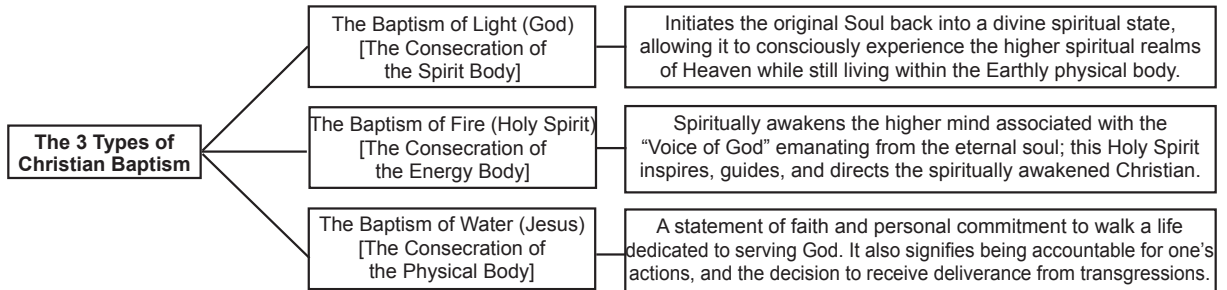 The 3 Types of
Christian Baptism
The Baptism of Light (God)
[The Consecration of
the Spirit Body]
Initiates the original Soul back into a divine spiritual state,
allowing it to consciously experience the higher spiritual realms
of Heaven while still living within the Earthly physical body.
The Baptism of Fire (Holy Spirit)
[The Consecration of
the Energy Body]
Spiritually awakens the higher mind associated with the
“Voice of God” emanating from the eternal soul; this Holy Spirit
inspires, guides, and directs the spiritually awakened Christian.
The Baptism of Water (Jesus)
[The Consecration of
the Physical Body]
A statement of faith and personal commitment to walk a life
dedicated to serving God. It also signifies being accountable for one’s
actions, and the decision to receive deliverance from transgressions.